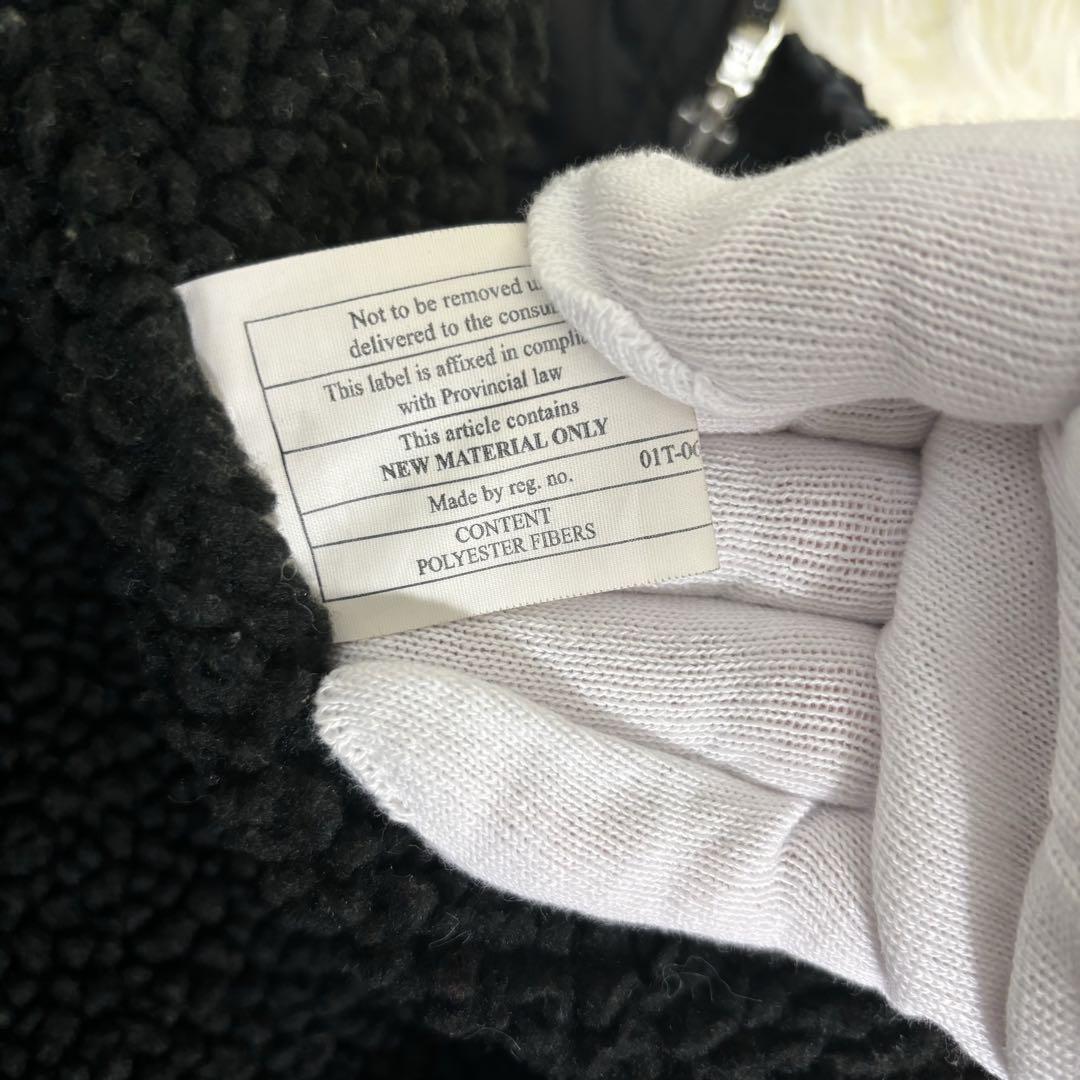 Not to be removed
delivered to the
This label is affixed in
with Provincial law
This article contains
NEW MATERIAL ONLY
Made by reg. no. 01T-0
CONTENT
POLYESTER FIBERS